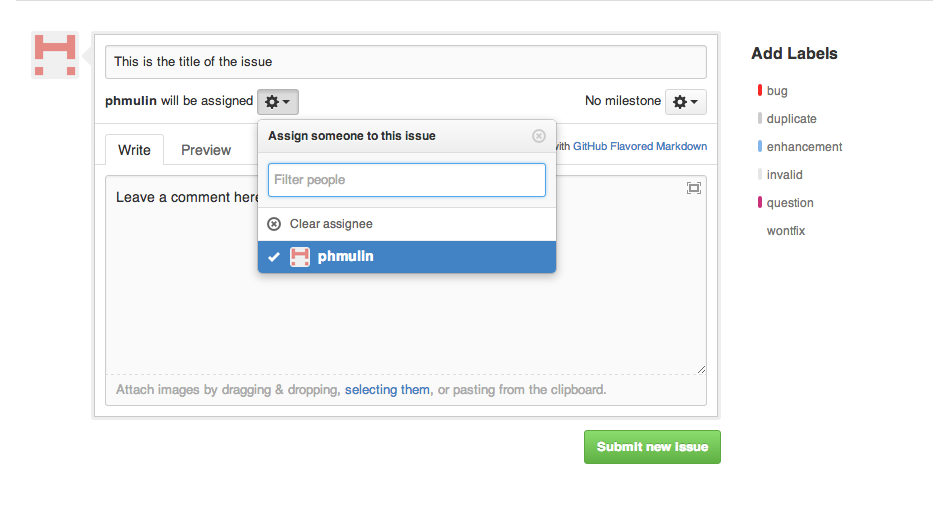 This is the title of the issue
Add Labels
phmulin will be assigned
No milestone
Assign someone to this issue
Write
Preview
with GitHub Flavored Markdown
Filter people
Leave a comment here
Clear assignee
phmulin
bug
duplicate
enhancement
invalid
question
wontfix
Attach images by dragging & dropping, selecting them, or pasting from the clipboard.
Submit new issue